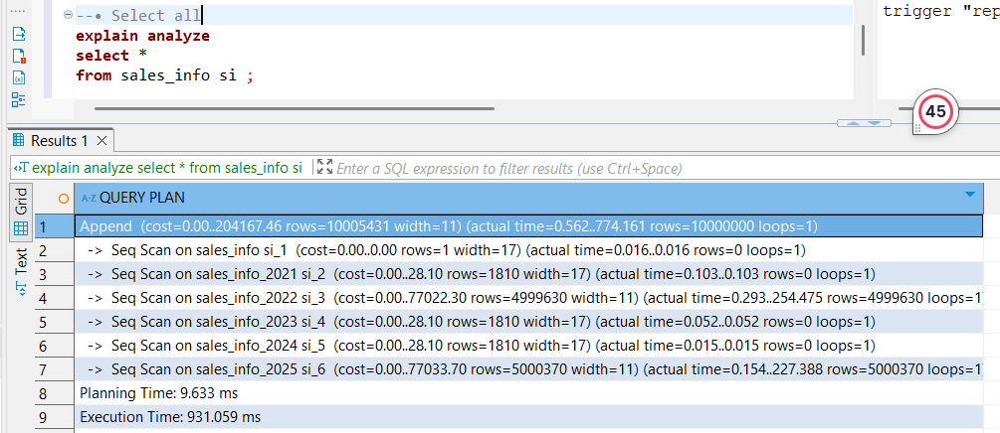 --• Select all
explain analyze
select *
from sales_info si ;
trigger "rep
45
Results 1
explain analyze select * from sales_info si
Enter a SQL expression to filter results (use Ctrl+Space)
Grid
Text
A-Z QUERY PLAN
1 Append (cost=0.00..204167.46 rows=10005431 width=11) (actual time=0.562..774.161 rows=10000000 loops=1)
2 -> Seq Scan on sales_info si_1 (cost=0.00..0.00 rows=1 width=17) (actual time=0.016..0.016 rows=0 loops=1)
3 -> Seq Scan on sales_info_2021 si_2 (cost=0.00..28.10 rows=1810 width=17) (actual time=0.103..0.103 rows=0 loops=1)
4 -> Seq Scan on sales_info_2022 si_3 (cost=0.00..77022.30 rows=4999630 width=11) (actual time=0.293..254.475 rows=4999630 loops=1
5 -> Seq Scan on sales_info_2023 si_4 (cost=0.00..28.10 rows=1810 width=17) (actual time=0.052..0.052 rows=0 loops=1)
6 -> Seq Scan on sales_info_2024 si_5 (cost=0.00..28.10 rows=1810 width=17) (actual time=0.015..0.015 rows=0 loops=1)
7 -> Seq Scan on sales_info_2025 si_6 (cost=0.00..77033.70 rows=5000370 width=11) (actual time=0.154..227.388 rows=5000370 loops=1
8 Planning Time: 9.633 ms
9 Execution Time: 931.059 ms